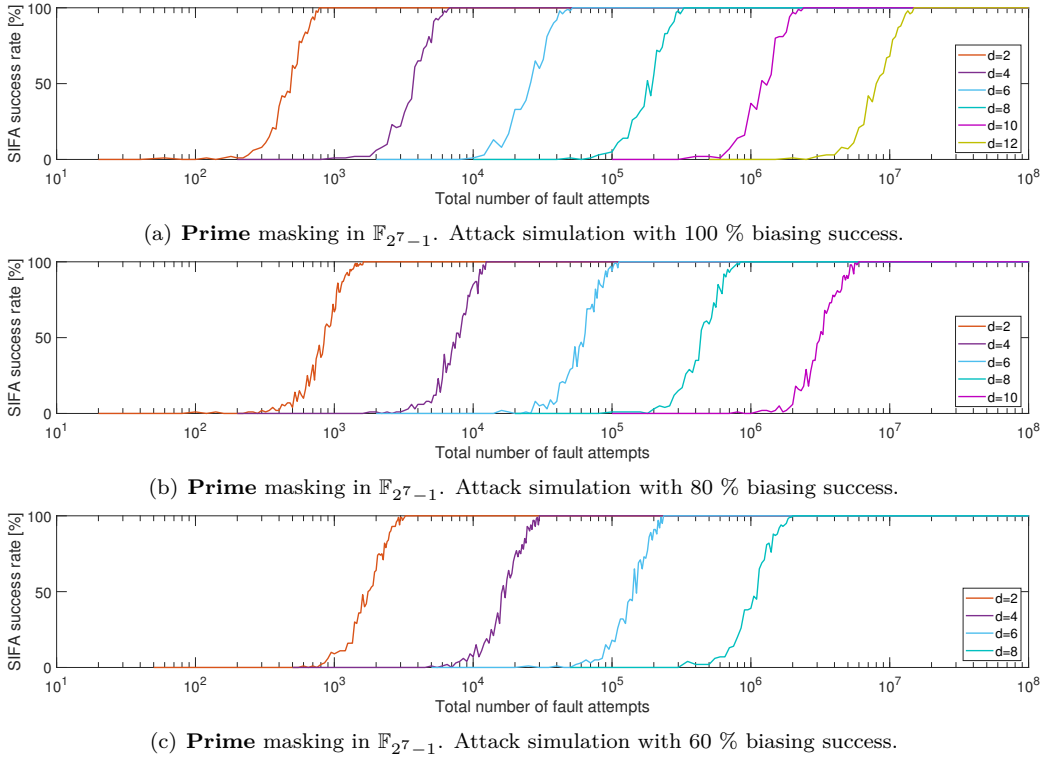 SIFA success rate [%]
100
50
0
d=2
d=4
d=6
d=8
d=10
d=12
10^1 10^2 10^3 10^4 10^5 10^6 10^7 10^8
Total number of fault attempts
(a) Prime masking in 𝔽_{2^7−1}. Attack simulation with 100 % biasing success.
SIFA success rate [%]
100
50
0
d=2
d=4
d=6
d=8
d=10
10^1 10^2 10^3 10^4 10^5 10^6 10^7 10^8
Total number of fault attempts
(b) Prime masking in 𝔽_{2^7−1}. Attack simulation with 80 % biasing success.
SIFA success rate [%]
100
50
0
d=2
d=4
d=6
d=8
10^1 10^2 10^3 10^4 10^5 10^6 10^7 10^8
Total number of fault attempts
(c) Prime masking in 𝔽_{2^7−1}. Attack simulation with 60 % biasing success.